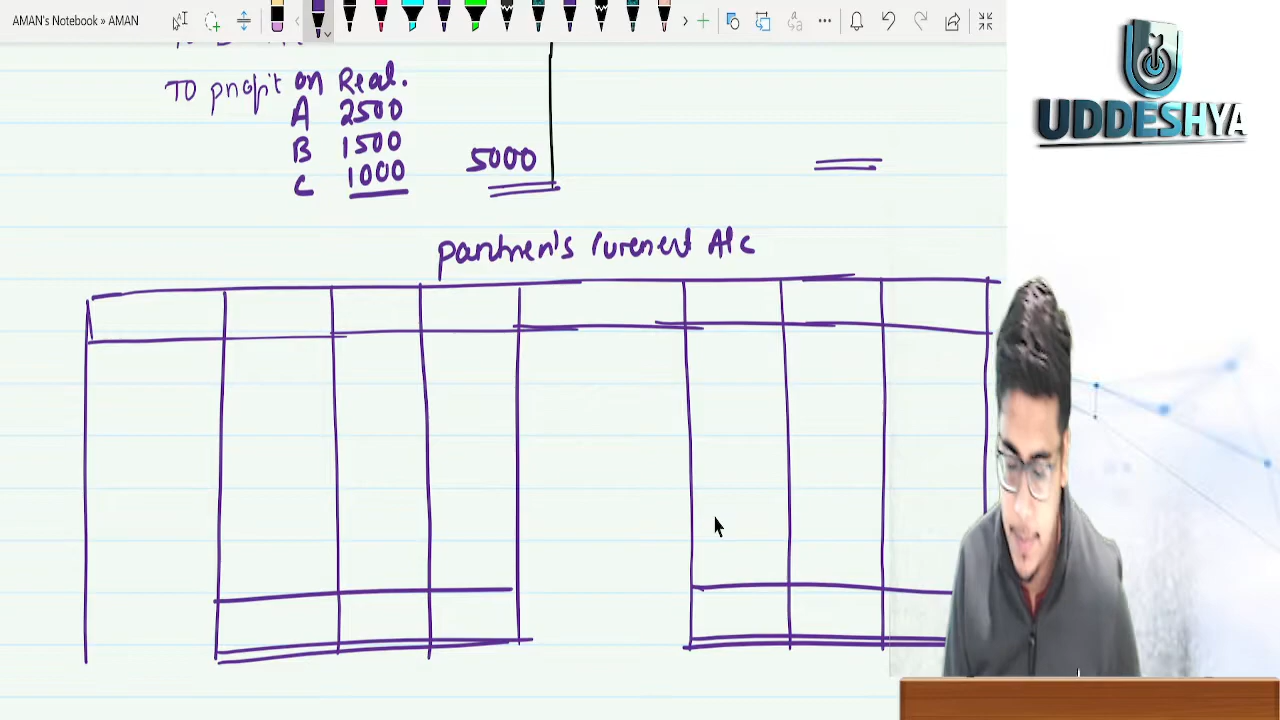 AMAN's Notebook » AMAN
UDDESHYA
TO profit on Real.
A 2500
B 1500
C 1000 5000
Partner's Current A/c